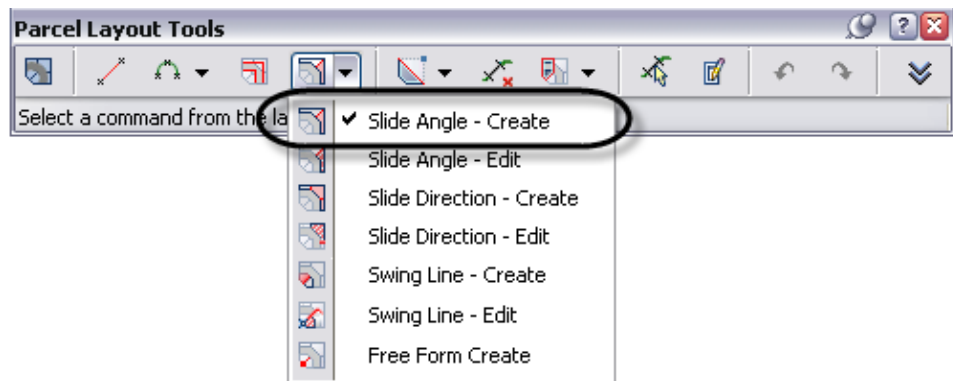 Parcel Layout Tools
Select a command from the la
Slide Angle - Create
Slide Angle - Edit
Slide Direction - Create
Slide Direction - Edit
Swing Line - Create
Swing Line - Edit
Free Form Create